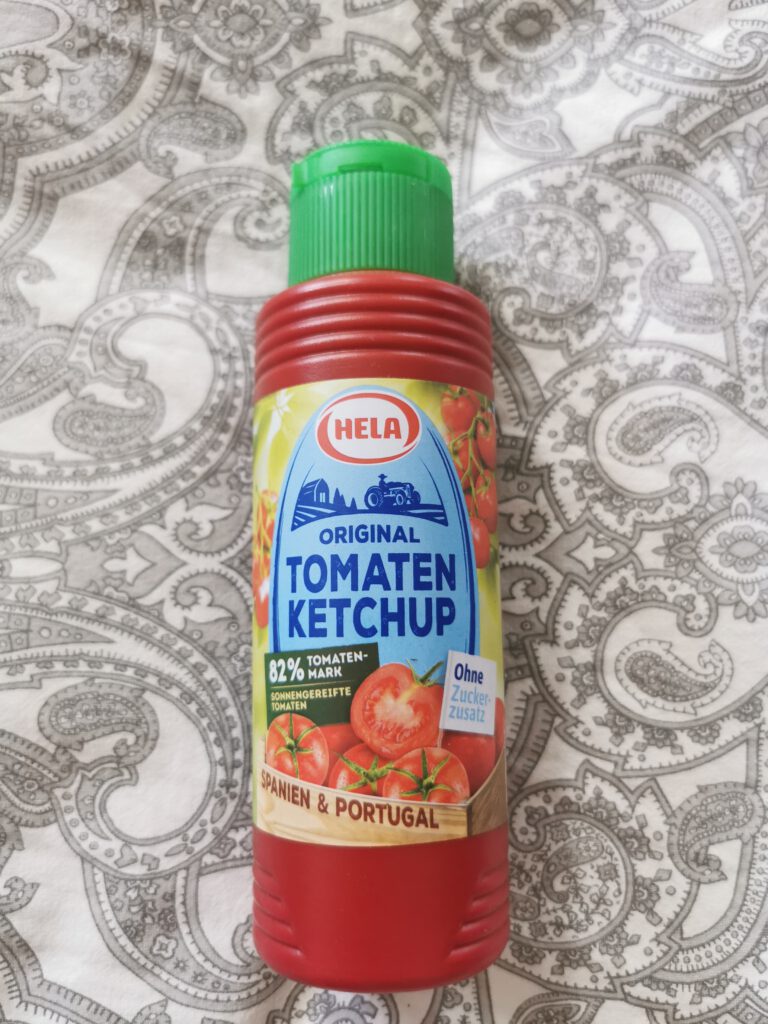 HELA
ORIGINAL
TOMATEN
KETCHUP
82% TOMATEN-
MARK
SONNENGEREIFTE
TOMATEN
Ohne
Zucker-
zusatz
SPANIEN & PORTUGAL